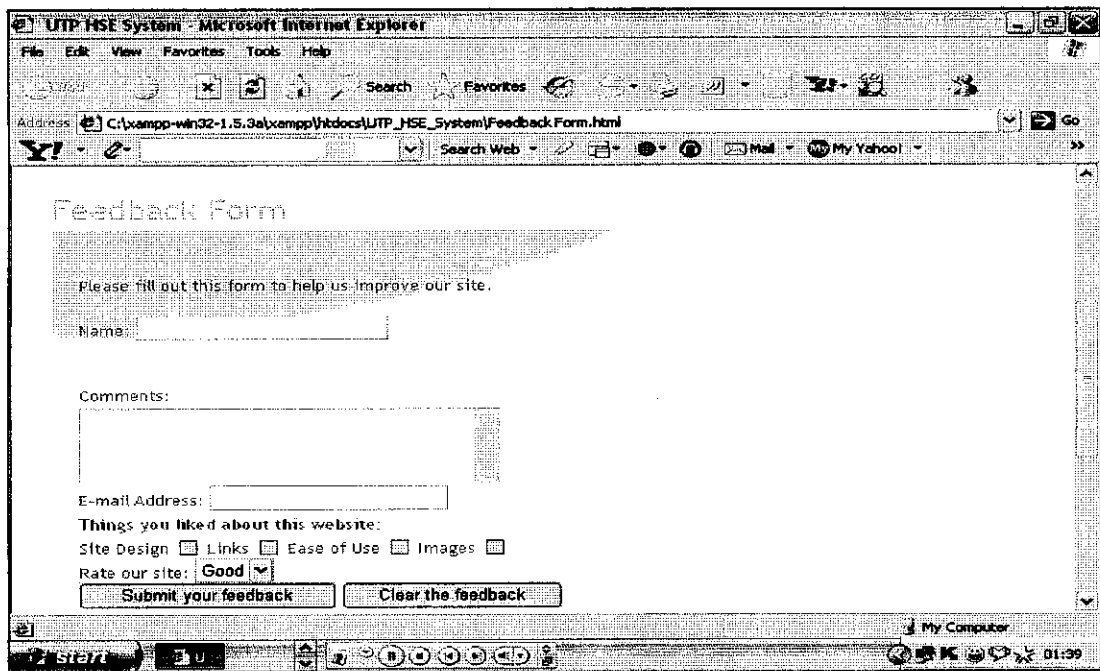 UTP HSE System - Microsoft Internet Explorer
File Edit View Favorites Tools Help
Search Favorites
Address C:\xampp-win32-1.5.3a\xampp\htdocs\UTP_HSE_System\Feedback Form.html Go
Y! Search Web Mail My Yahoo! »
Feedback Form
Please fill out this form to help us improve our site.
Name:
Comments:
E-mail Address:
Things you liked about this website:
Site Design Links Ease of Use Images
Rate our site: Good
Submit your feedback Clear the feedback
My Computer
start U 01:39